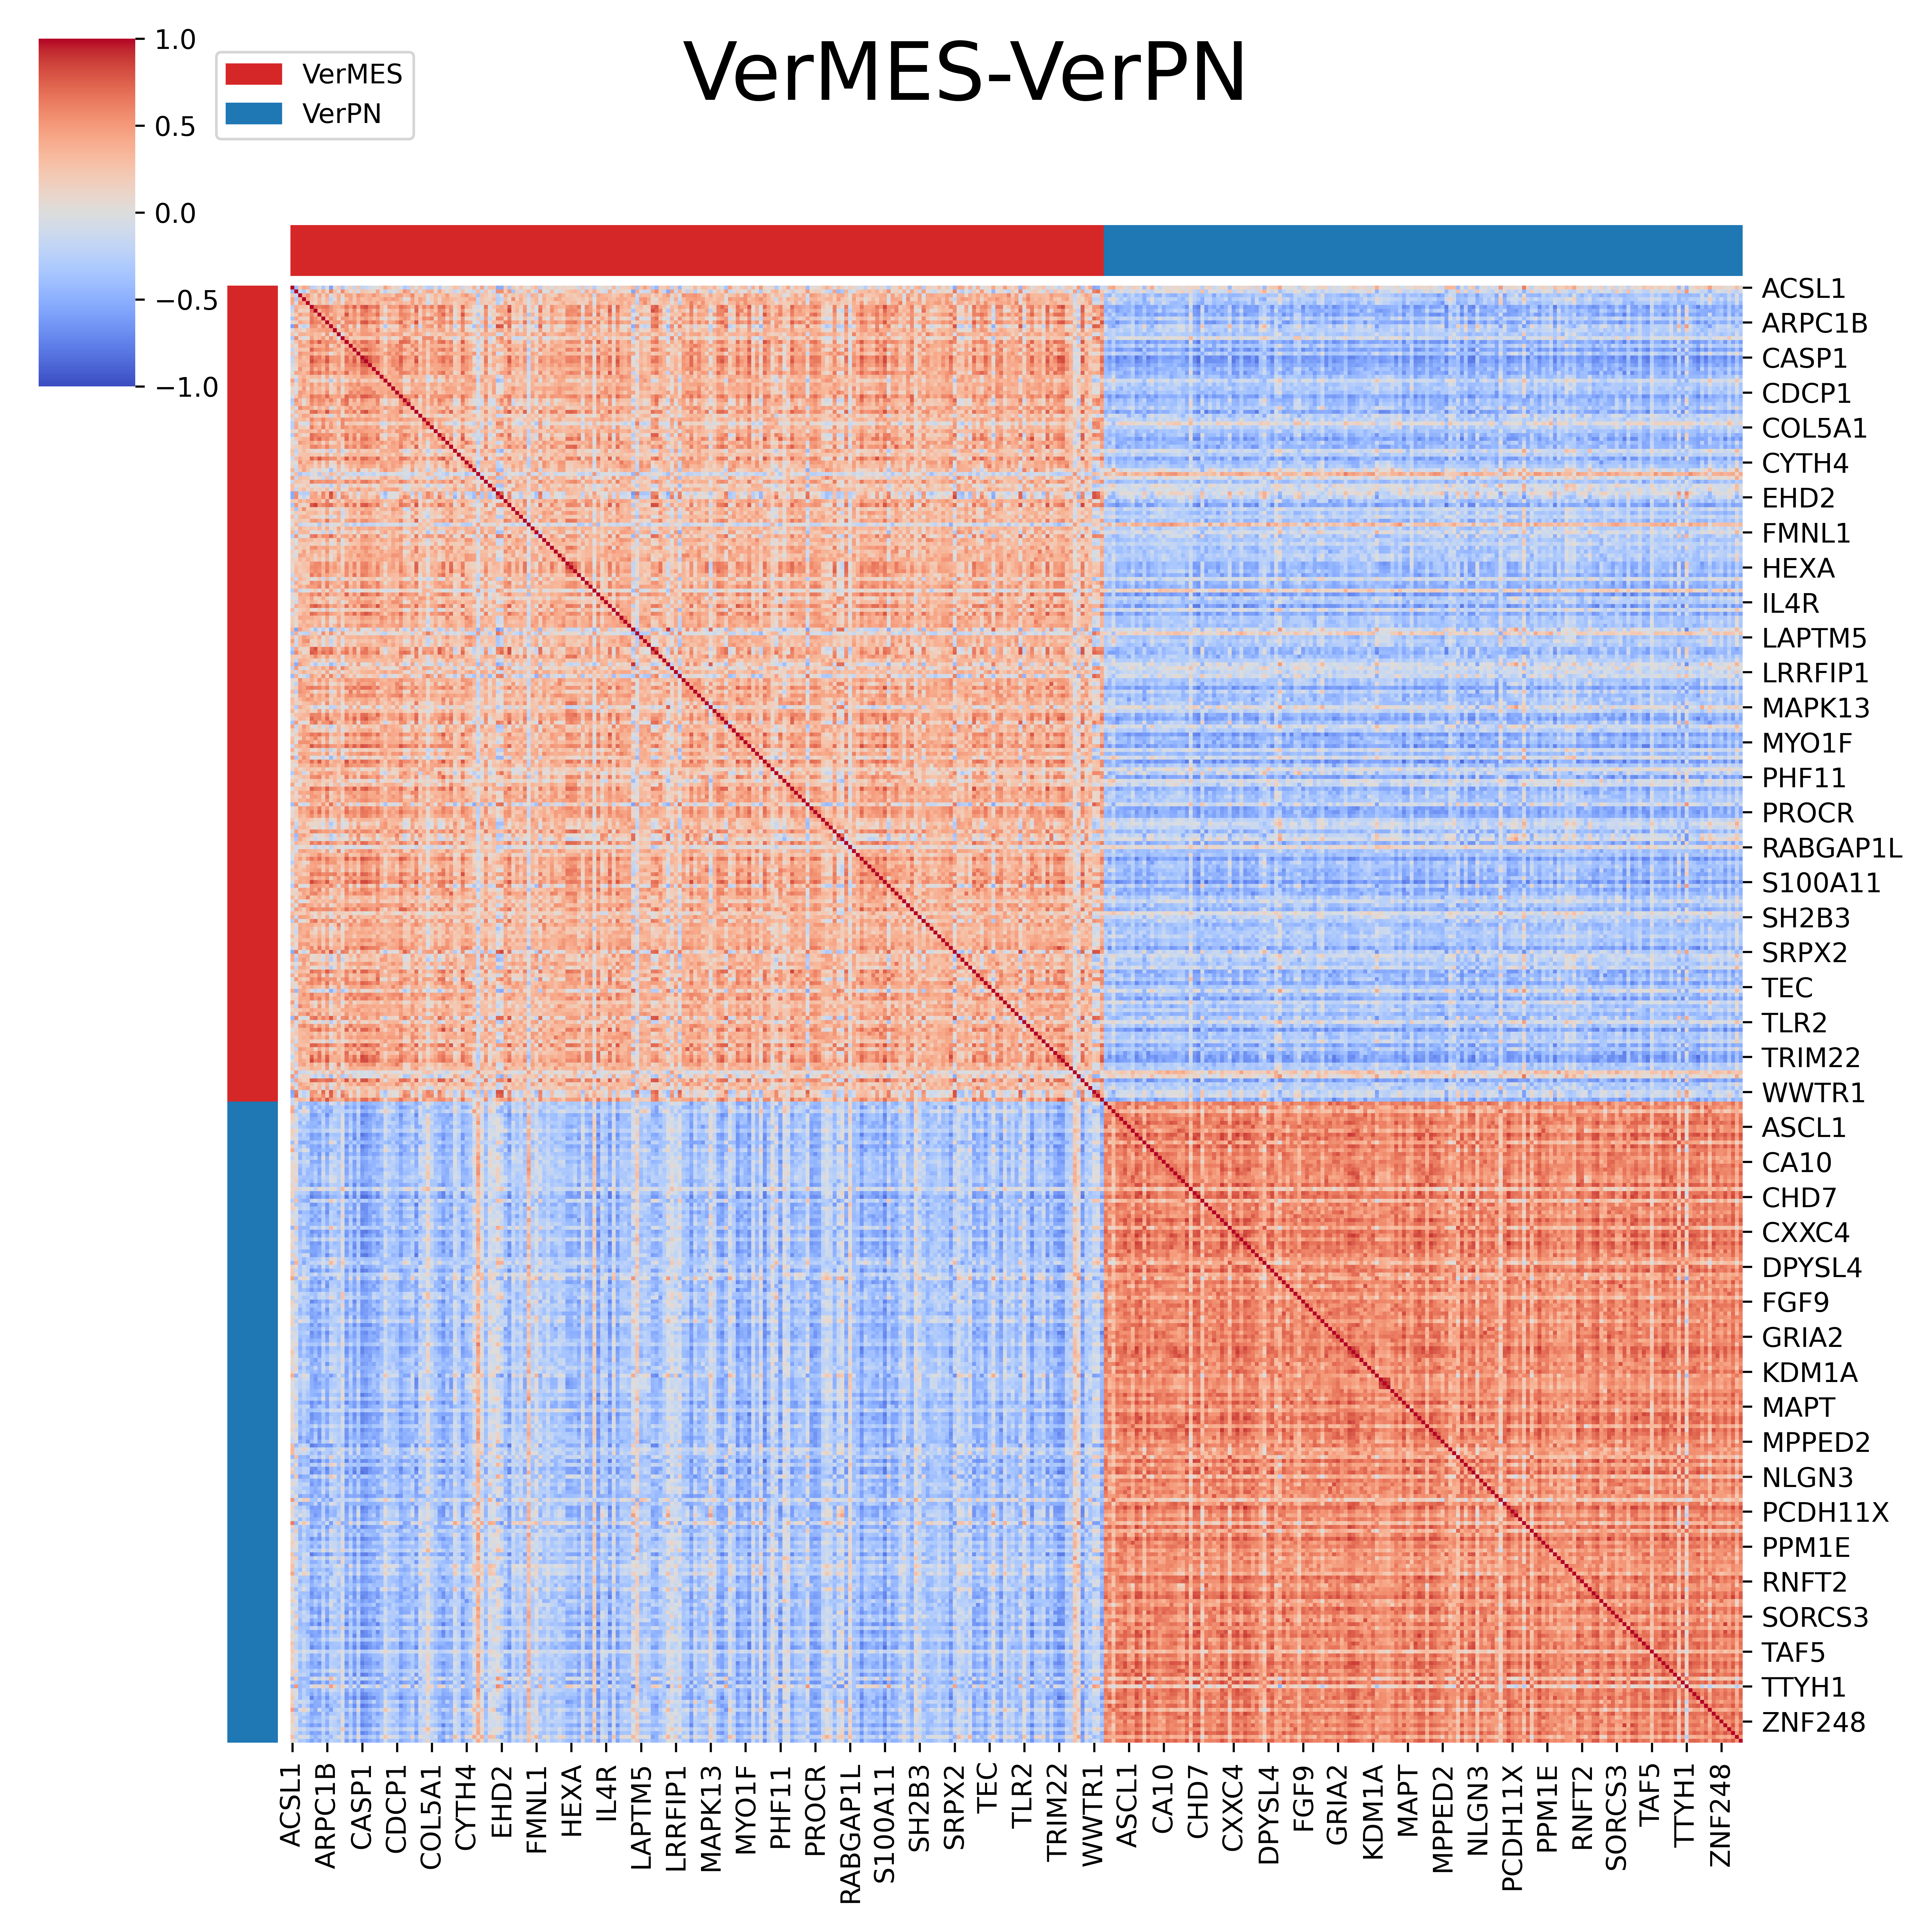 VerMES-VerPN
1.0
0.5
0.0
−0.5
−1.0
VerMES
VerPN
ACSL1
ARPC1B
CASP1
CDCP1
COL5A1
CYTH4
EHD2
FMNL1
HEXA
IL4R
LAPTM5
LRRFIP1
MAPK13
MYO1F
PHF11
PROCR
RABGAP1L
S100A11
SH2B3
SRPX2
TEC
TLR2
TRIM22
WWTR1
ASCL1
CA10
CHD7
CXXC4
DPYSL4
FGF9
GRIA2
KDM1A
MAPT
MPPED2
NLGN3
PCDH11X
PPM1E
RNFT2
SORCS3
TAF5
TTYH1
ZNF248
ACSL1
ARPC1B
CASP1
CDCP1
COL5A1
CYTH4
EHD2
FMNL1
HEXA
IL4R
LAPTM5
LRRFIP1
MAPK13
MYO1F
PHF11
PROCR
RABGAP1L
S100A11
SH2B3
SRPX2
TEC
TLR2
TRIM22
WWTR1
ASCL1
CA10
CHD7
CXXC4
DPYSL4
FGF9
GRIA2
KDM1A
MAPT
MPPED2
NLGN3
PCDH11X
PPM1E
RNFT2
SORCS3
TAF5
TTYH1
ZNF248